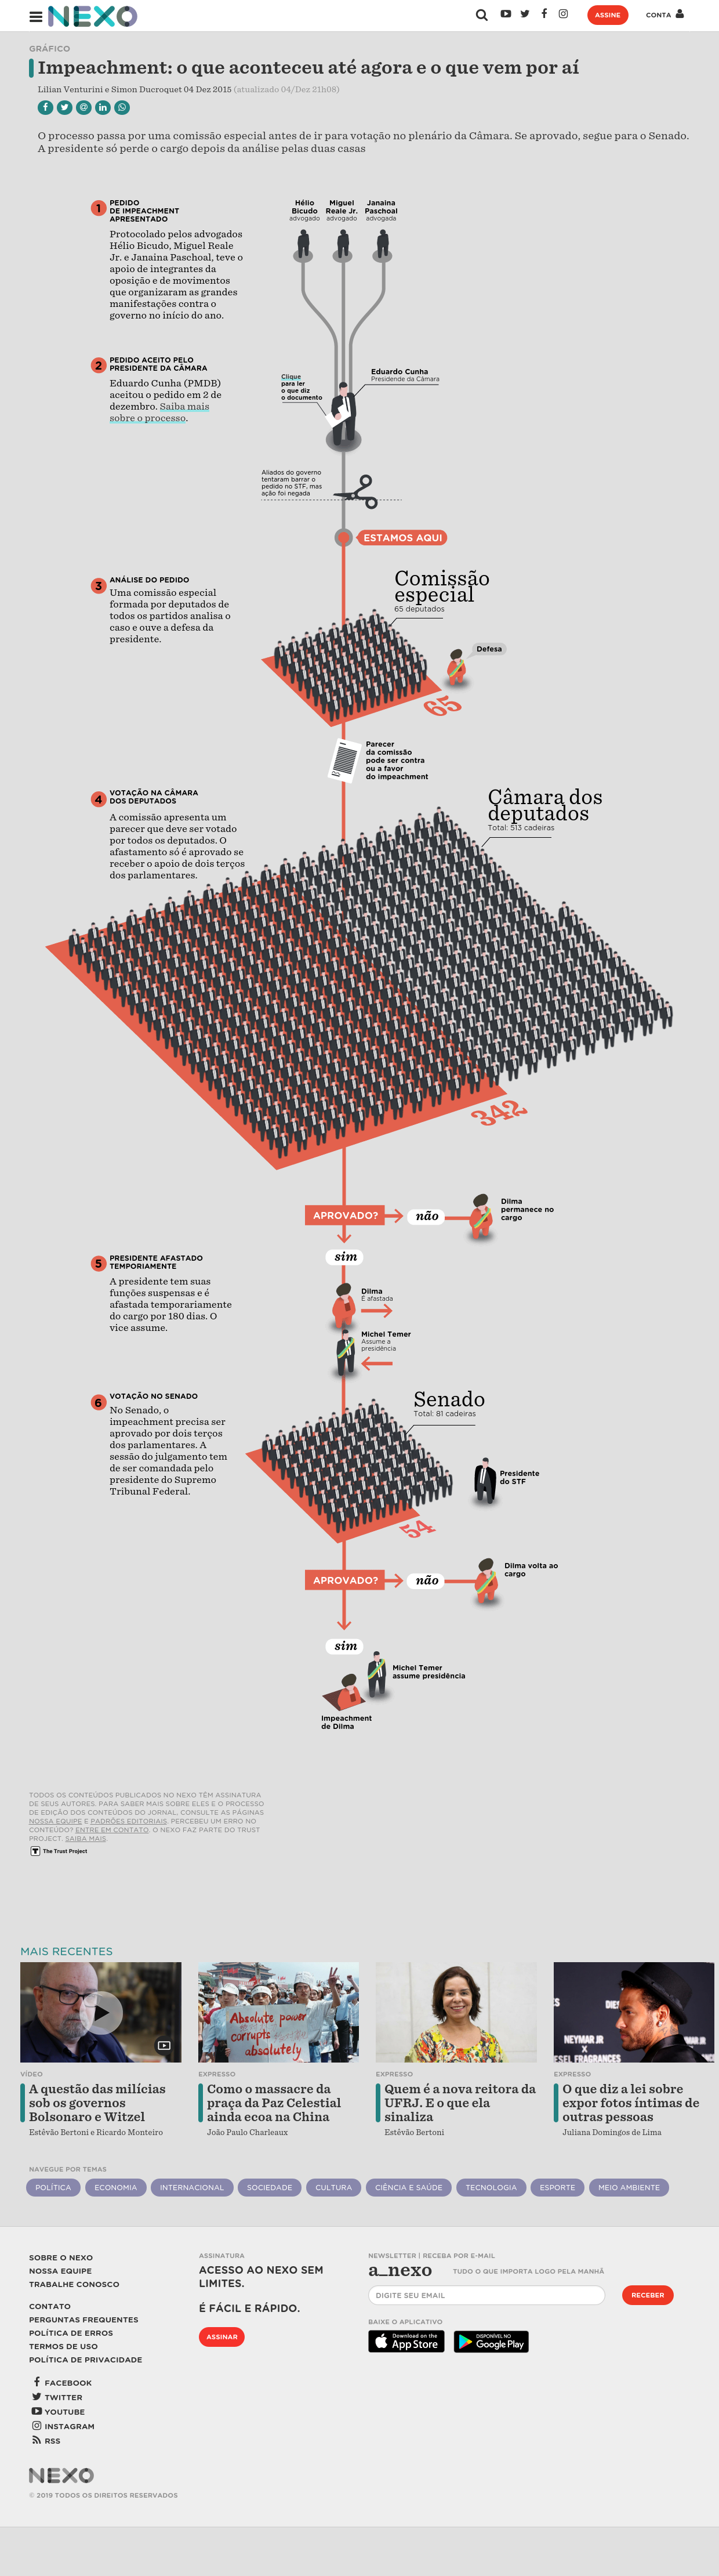 NEXO
ASSINE
CONTA
GRÁFICO
Impeachment: o que aconteceu até agora e o que vem por aí
Lilian Venturini e Simon Ducroquet 04 Dez 2015 (atualizado 04/Dez 21h08)
O processo passa por uma comissão especial antes de ir para votação no plenário da Câmara. Se aprovado, segue para o Senado.
A presidente só perde o cargo depois da análise pelas duas casas
1
PEDIDO
DE IMPEACHMENT
APRESENTADO
Protocolado pelos advogados
Hélio Bicudo, Miguel Reale
Jr. e Janaina Paschoal, teve o
apoio de integrantes da
oposição e de movimentos
que organizaram as grandes
manifestações contra o
governo no início do ano.
Hélio
Bicudo
advogado
Miguel
Reale Jr.
advogado
Janaina
Paschoal
advogada
2
PEDIDO ACEITO PELO
PRESIDENTE DA CÂMARA
Eduardo Cunha (PMDB)
aceitou o pedido em 2 de
dezembro. Saiba mais
sobre o processo.
Clique
para ler
o que diz
o documento
Eduardo Cunha
Presidende da Câmara
Aliados do governo
tentaram barrar o
pedido no STF, mas
ação foi negada
ESTAMOS AQUI
3
ANÁLISE DO PEDIDO
Uma comissão especial
formada por deputados de
todos os partidos analisa o
caso e ouve a defesa da
presidente.
Comissão
especial
65 deputados
Defesa
65
Parecer
da comissão
pode ser contra
ou a favor
do impeachment
4
VOTAÇÃO NA CÂMARA
DOS DEPUTADOS
A comissão apresenta um
parecer que deve ser votado
por todos os deputados. O
afastamento só é aprovado se
receber o apoio de dois terços
dos parlamentares.
Câmara dos
deputados
Total: 513 cadeiras
342
APROVADO?
não
Dilma
permanece no
cargo
sim
5
PRESIDENTE AFASTADO
TEMPORIAMENTE
A presidente tem suas
funções suspensas e é
afastada temporariamente
do cargo por 180 dias. O
vice assume.
Dilma
É afastada
Michel Temer
Assume a
presidência
6
VOTAÇÃO NO SENADO
No Senado, o
impeachment precisa ser
aprovado por dois terços
dos parlamentares. A
sessão do julgamento tem
de ser comandada pelo
presidente do Supremo
Tribunal Federal.
Senado
Total: 81 cadeiras
Presidente
do STF
54
APROVADO?
não
Dilma volta ao
cargo
sim
Michel Temer
assume presidência
Impeachment
de Dilma
TODOS OS CONTEÚDOS PUBLICADOS NO NEXO TÊM ASSINATURA
DE SEUS AUTORES. PARA SABER MAIS SOBRE ELES E O PROCESSO
DE EDIÇÃO DOS CONTEÚDOS DO JORNAL, CONSULTE AS PÁGINAS
NOSSA EQUIPE E PADRÕES EDITORIAIS. PERCEBEU UM ERRO NO
CONTEÚDO? ENTRE EM CONTATO. O NEXO FAZ PARTE DO TRUST
PROJECT. SAIBA MAIS.
The Trust Project
MAIS RECENTES
Absolute power
corrupts
absolutely
NEYMAR JR
X
DIESEL FRAGRANCES
VÍDEO
A questão das milícias
sob os governos
Bolsonaro e Witzel
Estêvão Bertoni e Ricardo Monteiro
EXPRESSO
Como o massacre da
praça da Paz Celestial
ainda ecoa na China
João Paulo Charleaux
EXPRESSO
Quem é a nova reitora da
UFRJ. E o que ela
sinaliza
Estêvão Bertoni
EXPRESSO
O que diz a lei sobre
expor fotos íntimas de
outras pessoas
Juliana Domingos de Lima
NAVEGUE POR TEMAS
POLÍTICA ECONOMIA INTERNACIONAL SOCIEDADE CULTURA CIÊNCIA E SAÚDE TECNOLOGIA ESPORTE MEIO AMBIENTE
SOBRE O NEXO
NOSSA EQUIPE
TRABALHE CONOSCO
CONTATO
PERGUNTAS FREQUENTES
POLÍTICA DE ERROS
TERMOS DE USO
POLÍTICA DE PRIVACIDADE
FACEBOOK
TWITTER
YOUTUBE
INSTAGRAM
RSS
ASSINATURA
ACESSO AO NEXO SEM
LIMITES.
É FÁCIL E RÁPIDO.
ASSINAR
NEWSLETTER | RECEBA POR E-MAIL
a_nexo TUDO O QUE IMPORTA LOGO PELA MANHÃ
DIGITE SEU EMAIL
RECEBER
BAIXE O APLICATIVO
Download on the
App Store
DISPONÍVEL NO
Google Play
NEXO
© 2019 TODOS OS DIREITOS RESERVADOS